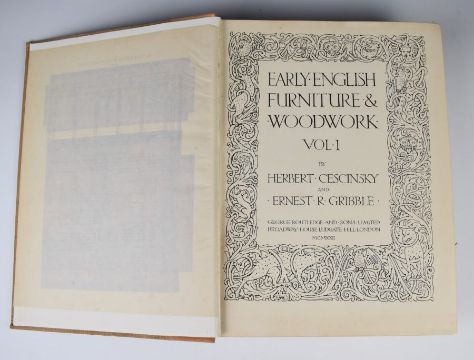 EARLY·ENGLISH
FURNITURE &
WOODWORK·
VOL·I
BY
HERBERT·CESCINSKY
AND
·ERNEST·R·GRIBBLE·
GEORGE·ROUTLEDGE·AND·SONS·LIMITED
BROADWAY·HOUSE·LUDGATE·HILL·LONDON